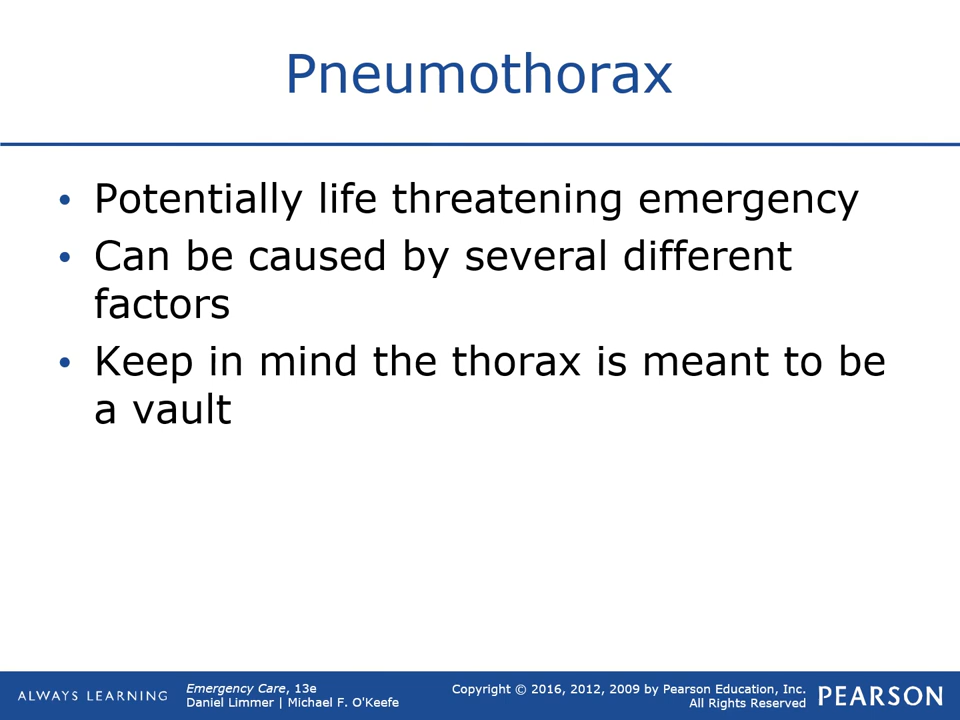 Pneumothorax
• Potentially life threatening emergency
• Can be caused by several different
factors
• Keep in mind the thorax is meant to be
a vault
ALWAYS LEARNING
Emergency Care, 13e
Daniel Limmer | Michael F. O'Keefe
Copyright © 2016, 2012, 2009 by Pearson Education, Inc.
All Rights Reserved
PEARSON